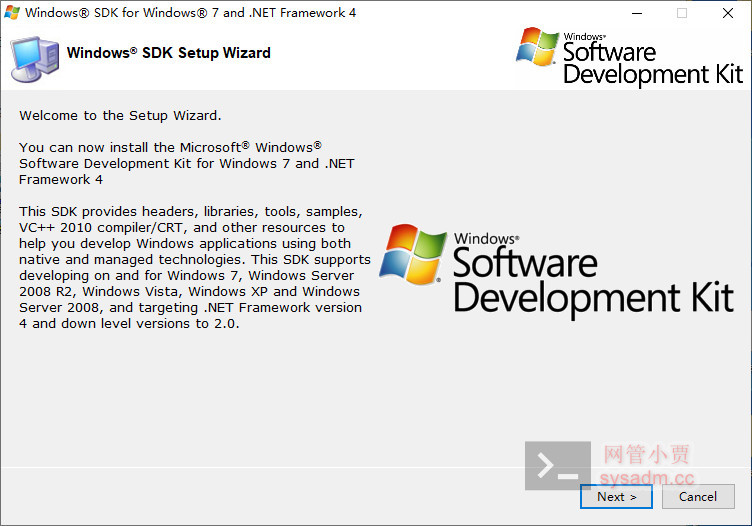 Windows® SDK for Windows® 7 and .NET Framework 4
Windows® SDK Setup Wizard
Windows®
Software
Development Kit
Welcome to the Setup Wizard.
You can now install the Microsoft® Windows®
Software Development Kit for Windows 7 and .NET
Framework 4
This SDK provides headers, libraries, tools, samples,
VC++ 2010 compiler/CRT, and other resources to
help you develop Windows applications using both
native and managed technologies. This SDK supports
developing on and for Windows 7, Windows Server
2008 R2, Windows Vista, Windows XP and Windows
Server 2008, and targeting .NET Framework version
4 and down level versions to 2.0.
Windows®
Software
Development Kit
网管小贾
sysadm.cc
Next >
Cancel